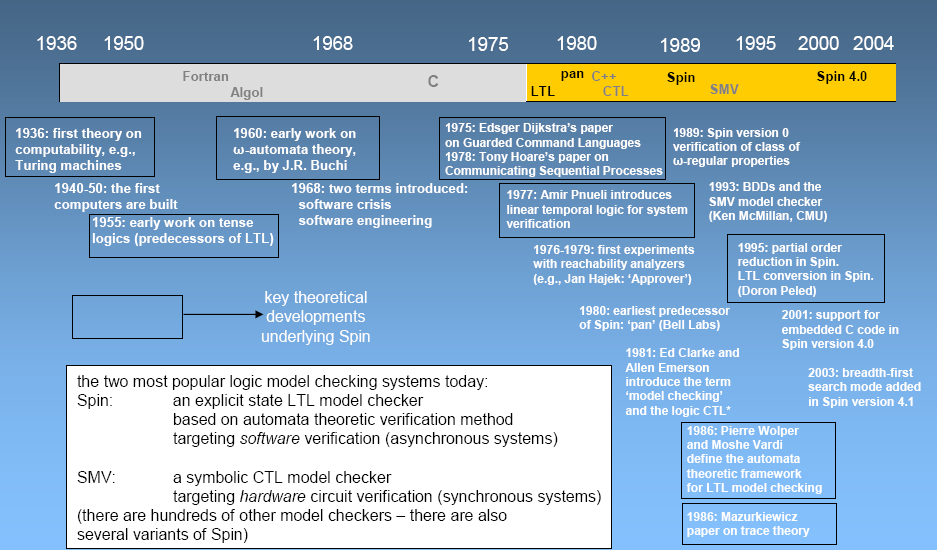 1936 1950 1968 1975 1980 1989 1995 2000 2004
Fortran
Algol
C
LTL
pan
C++
CTL
Spin
SMV
Spin 4.0
1936: first theory on
computability, e.g.,
Turing machines
1940-50: the first
computers are built
1955: early work on tense
logics (predecessors of LTL)
1960: early work on
ω-automata theory,
e.g., by J.R. Buchi
1968: two terms introduced:
software crisis
software engineering
1975: Edsger Dijkstra's paper
on Guarded Command Languages
1978: Tony Hoare's paper on
Communicating Sequential Processes
1977: Amir Pnueli introduces
linear temporal logic for system
verification
1976-1979: first experiments
with reachability analyzers
(e.g., Jan Hajek: 'Approver')
1980: earliest predecessor
of Spin: 'pan' (Bell Labs)
1981: Ed Clarke and
Allen Emerson
introduce the term
'model checking'
and the logic CTL*
1986: Pierre Wolper
and Moshe Vardi
define the automata
theoretic framework
for LTL model checking
1986: Mazurkiewicz
paper on trace theory
1989: Spin version 0
verification of class of
ω-regular properties
1993: BDDs and the
SMV model checker
(Ken McMillan, CMU)
1995: partial order
reduction in Spin.
LTL conversion in Spin.
(Doron Peled)
2001: support for
embedded C code in
Spin version 4.0
2003: breadth-first
search mode added
in Spin version 4.1
key theoretical
developments
underlying Spin
the two most popular logic model checking systems today:
Spin: an explicit state LTL model checker
based on automata theoretic verification method
targeting software verification (asynchronous systems)
SMV: a symbolic CTL model checker
targeting hardware circuit verification (synchronous systems)
(there are hundreds of other model checkers – there are also
several variants of Spin)